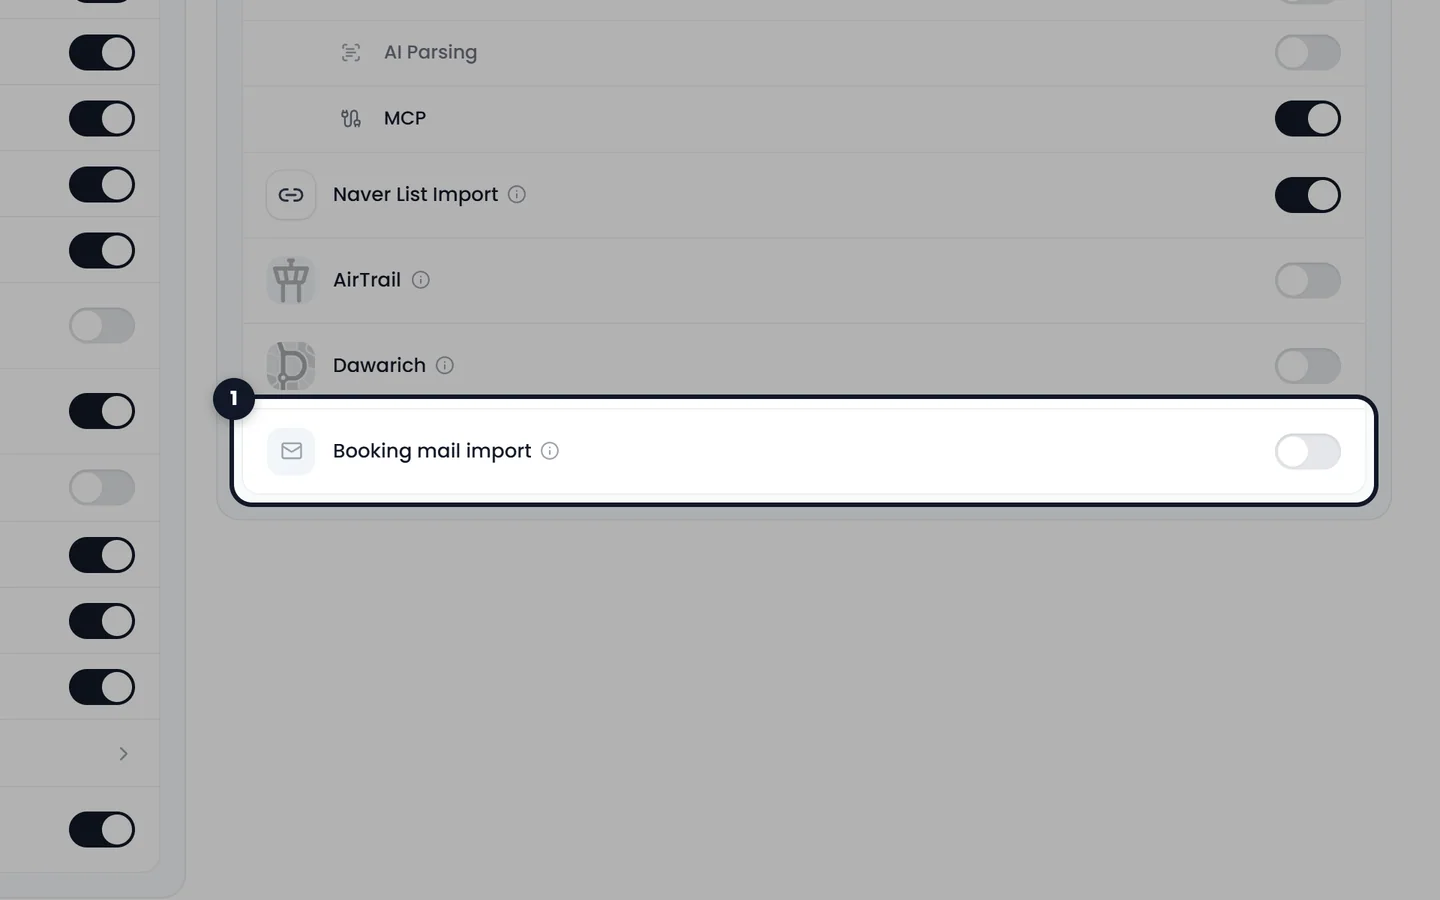 AI Parsing
MCP
Naver List Import
AirTrail
Dawarich
1
Booking mail import